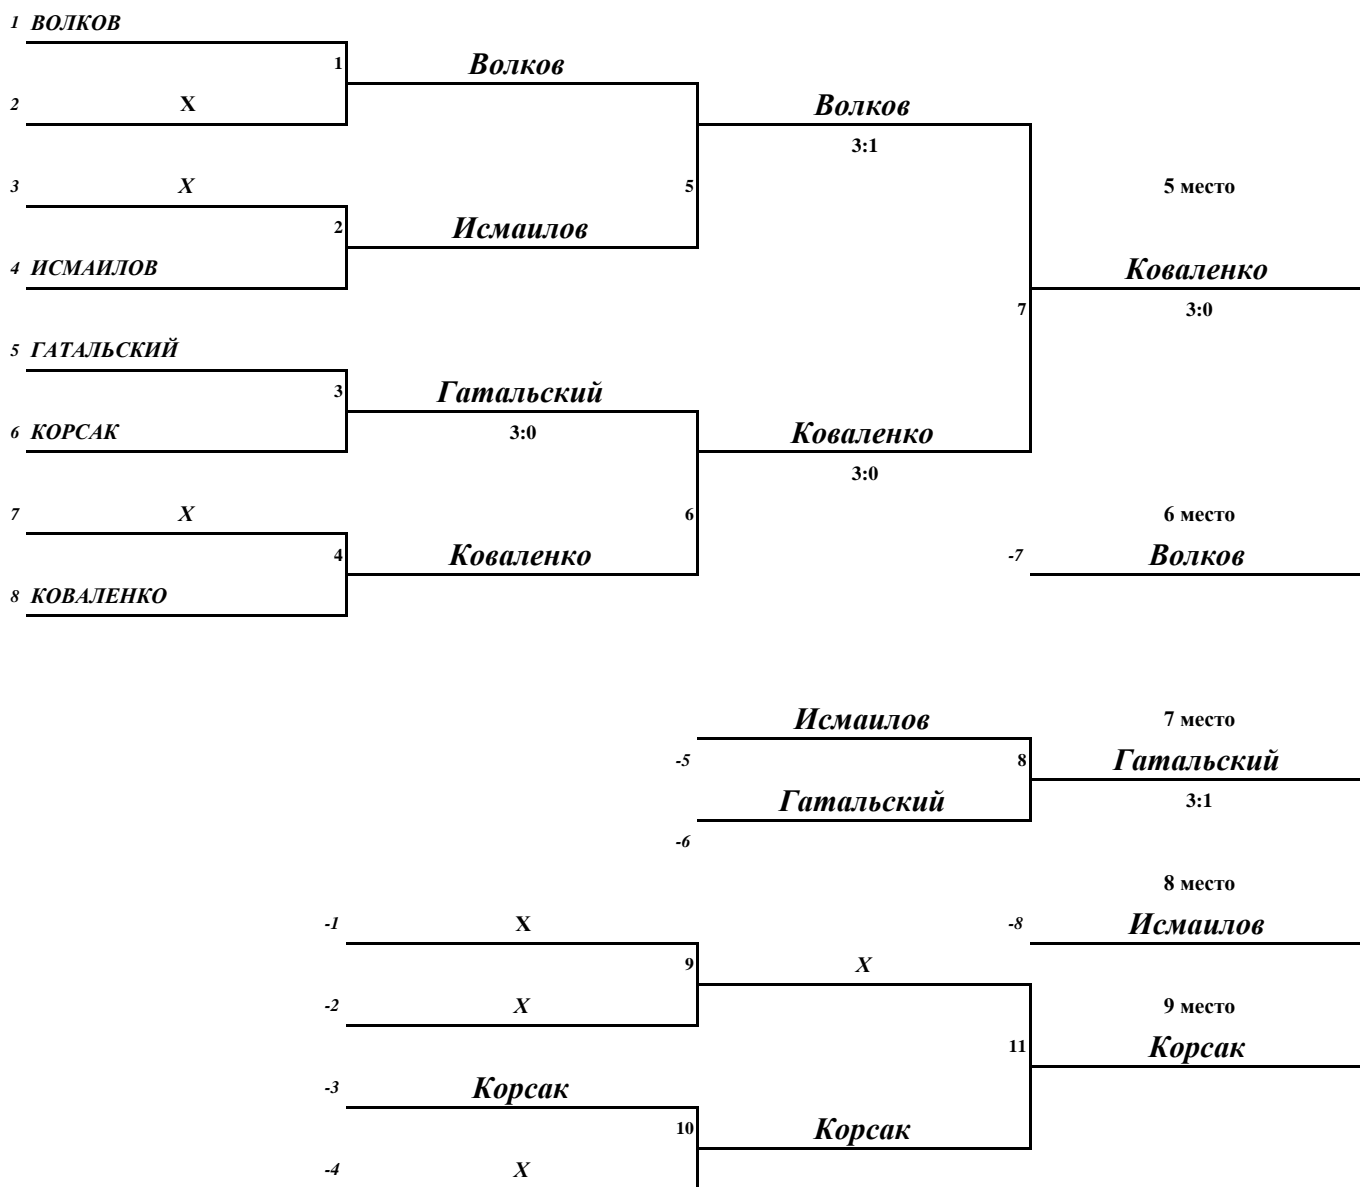 1 ВОЛКОВ
1
Волков
2 X
Волков
3:1
3 X
5
5 место
2
Исмаилов
4 ИСМАИЛОВ
Коваленко
7
3:0
5 ГАТАЛЬСКИЙ
3
Гатальский
6 КОРСАК
3:0
Коваленко
3:0
7 X
6
6 место
4
Коваленко
-7 Волков
8 КОВАЛЕНКО
Исмаилов
7 место
-5
8
Гатальский
Гатальский
3:1
-6
8 место
-1 X
-8 Исмаилов
9
X
-2 X
9 место
11
Корсак
-3 Корсак
10
Корсак
-4 X